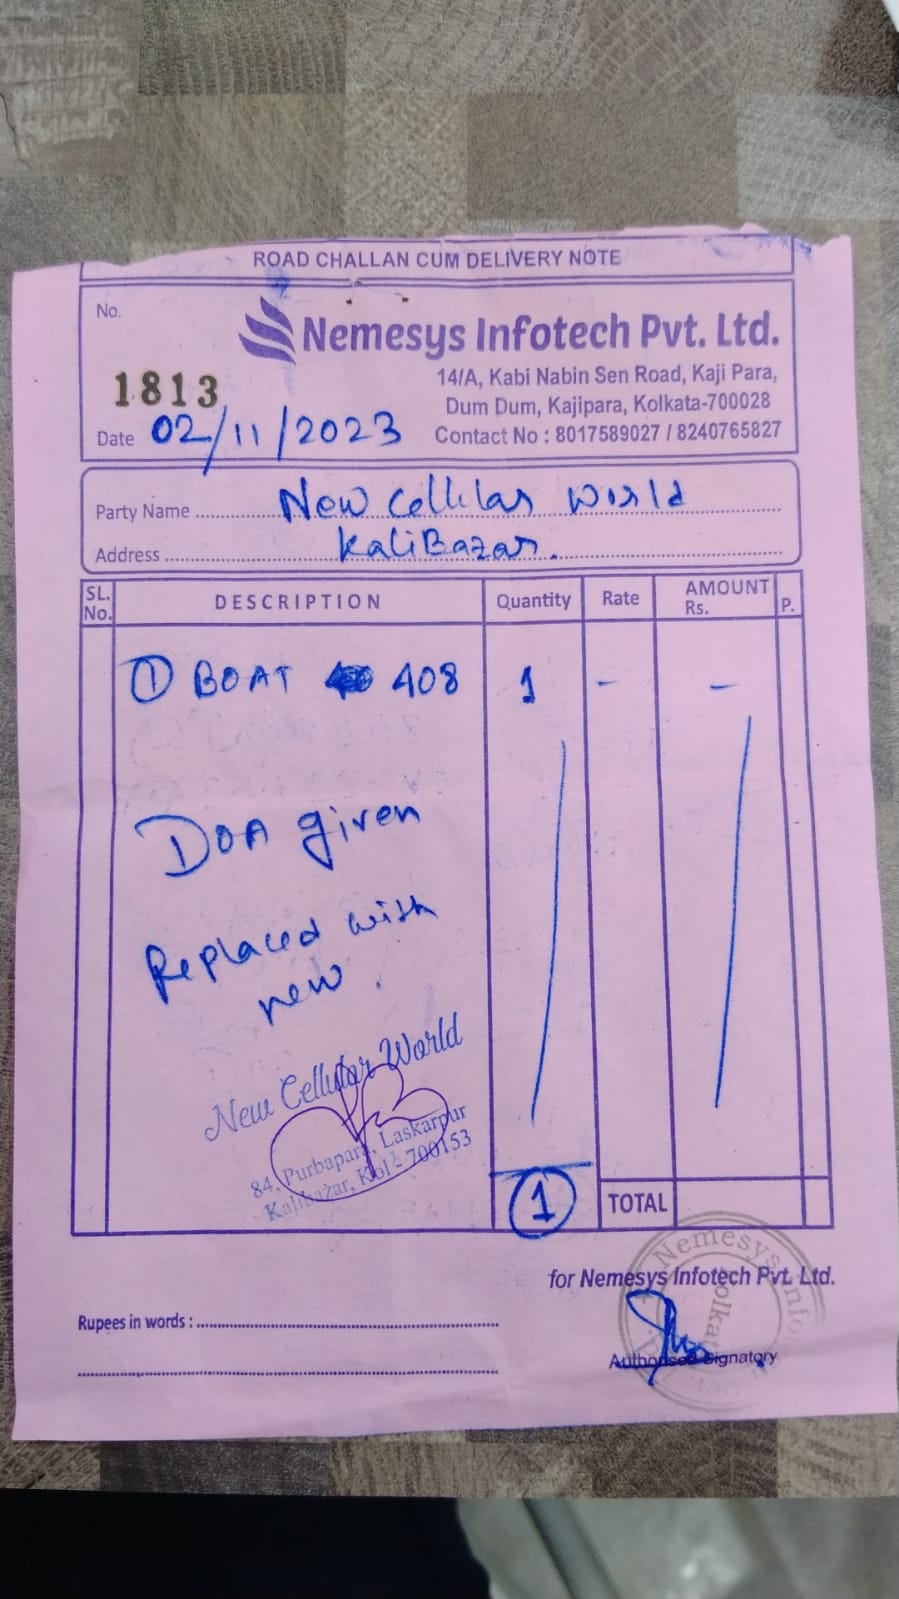 ROAD CHALLAN CUM DELIVERY NOTE
No.
Nemesys Infotech Pvt. Ltd.
1813
14/A, Kabi Nabin Sen Road, Kaji Para,
Dum Dum, Kajipara, Kolkata-700028
Date 02/11/2023
Contact No : 8017589027 / 8240765827
Party Name New Cellular World
Address KaliBazar.
SL. No. DESCRIPTION Quantity Rate AMOUNT Rs. P.
① BOAT 408 1 - -
DOA given
Replaced with
new.
New Cellular World
84, Purbapara, Laskarpur
Kalibazar, Kol - 700153
1 TOTAL
for Nemesys Infotech Pvt. Ltd.
Rupees in words :
Authorised Signatory
Nemesys Info
Kolkat